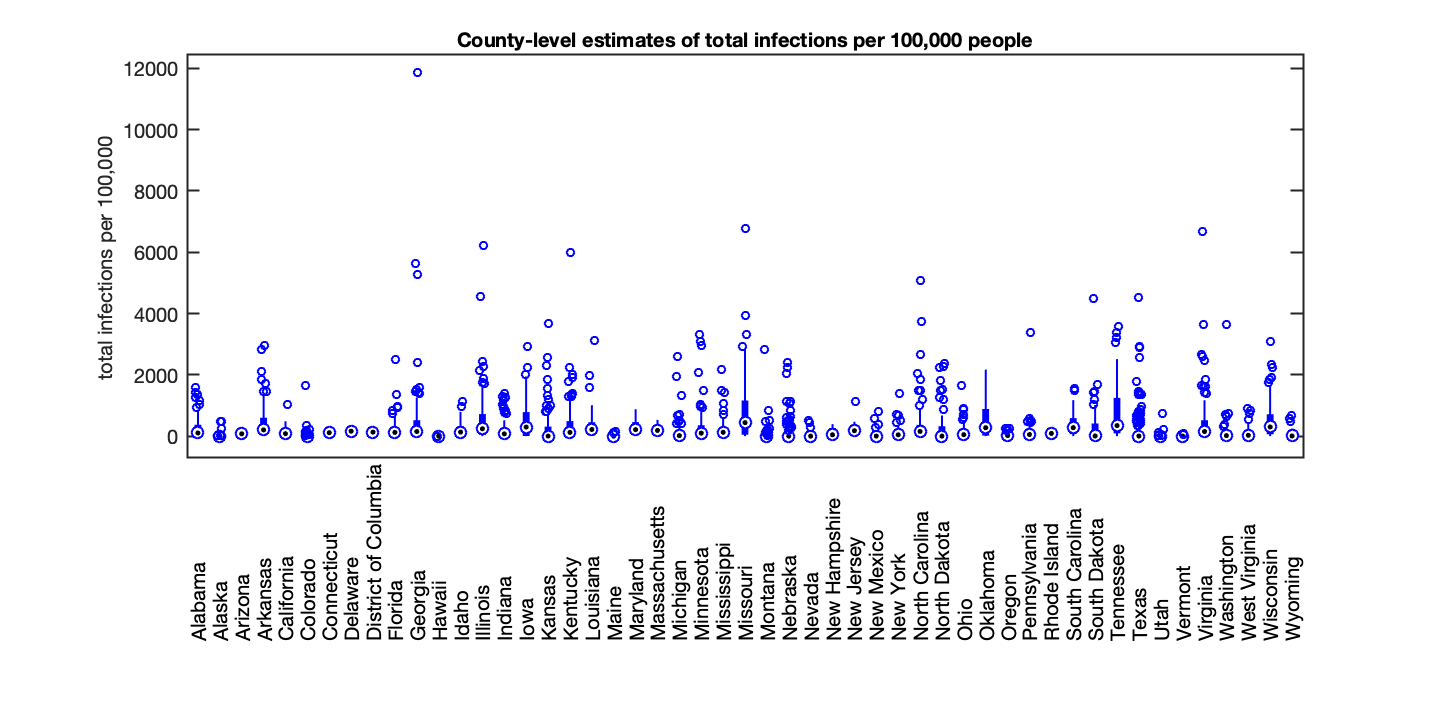 County-level estimates of total infections per 100,000 people
total infections per 100,000
12000
10000
8000
6000
4000
2000
0
Alabama
Alaska
Arizona
Arkansas
California
Colorado
Connecticut
Delaware
District of Columbia
Florida
Georgia
Hawaii
Idaho
Illinois
Indiana
Iowa
Kansas
Kentucky
Louisiana
Maine
Maryland
Massachusetts
Michigan
Minnesota
Mississippi
Missouri
Montana
Nebraska
Nevada
New Hampshire
New Jersey
New Mexico
New York
North Carolina
North Dakota
Ohio
Oklahoma
Oregon
Pennsylvania
Rhode Island
South Carolina
South Dakota
Tennessee
Texas
Utah
Vermont
Virginia
Washington
West Virginia
Wisconsin
Wyoming